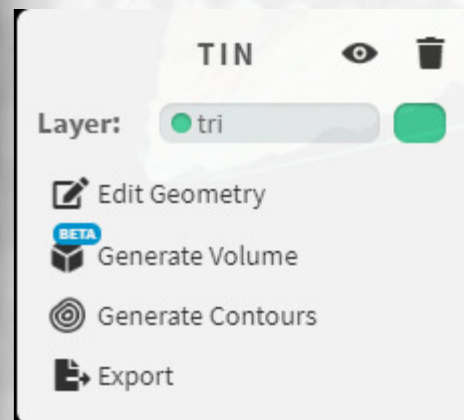 TIN
Layer: tri
Edit Geometry
BETA
Generate Volume
Generate Contours
Export